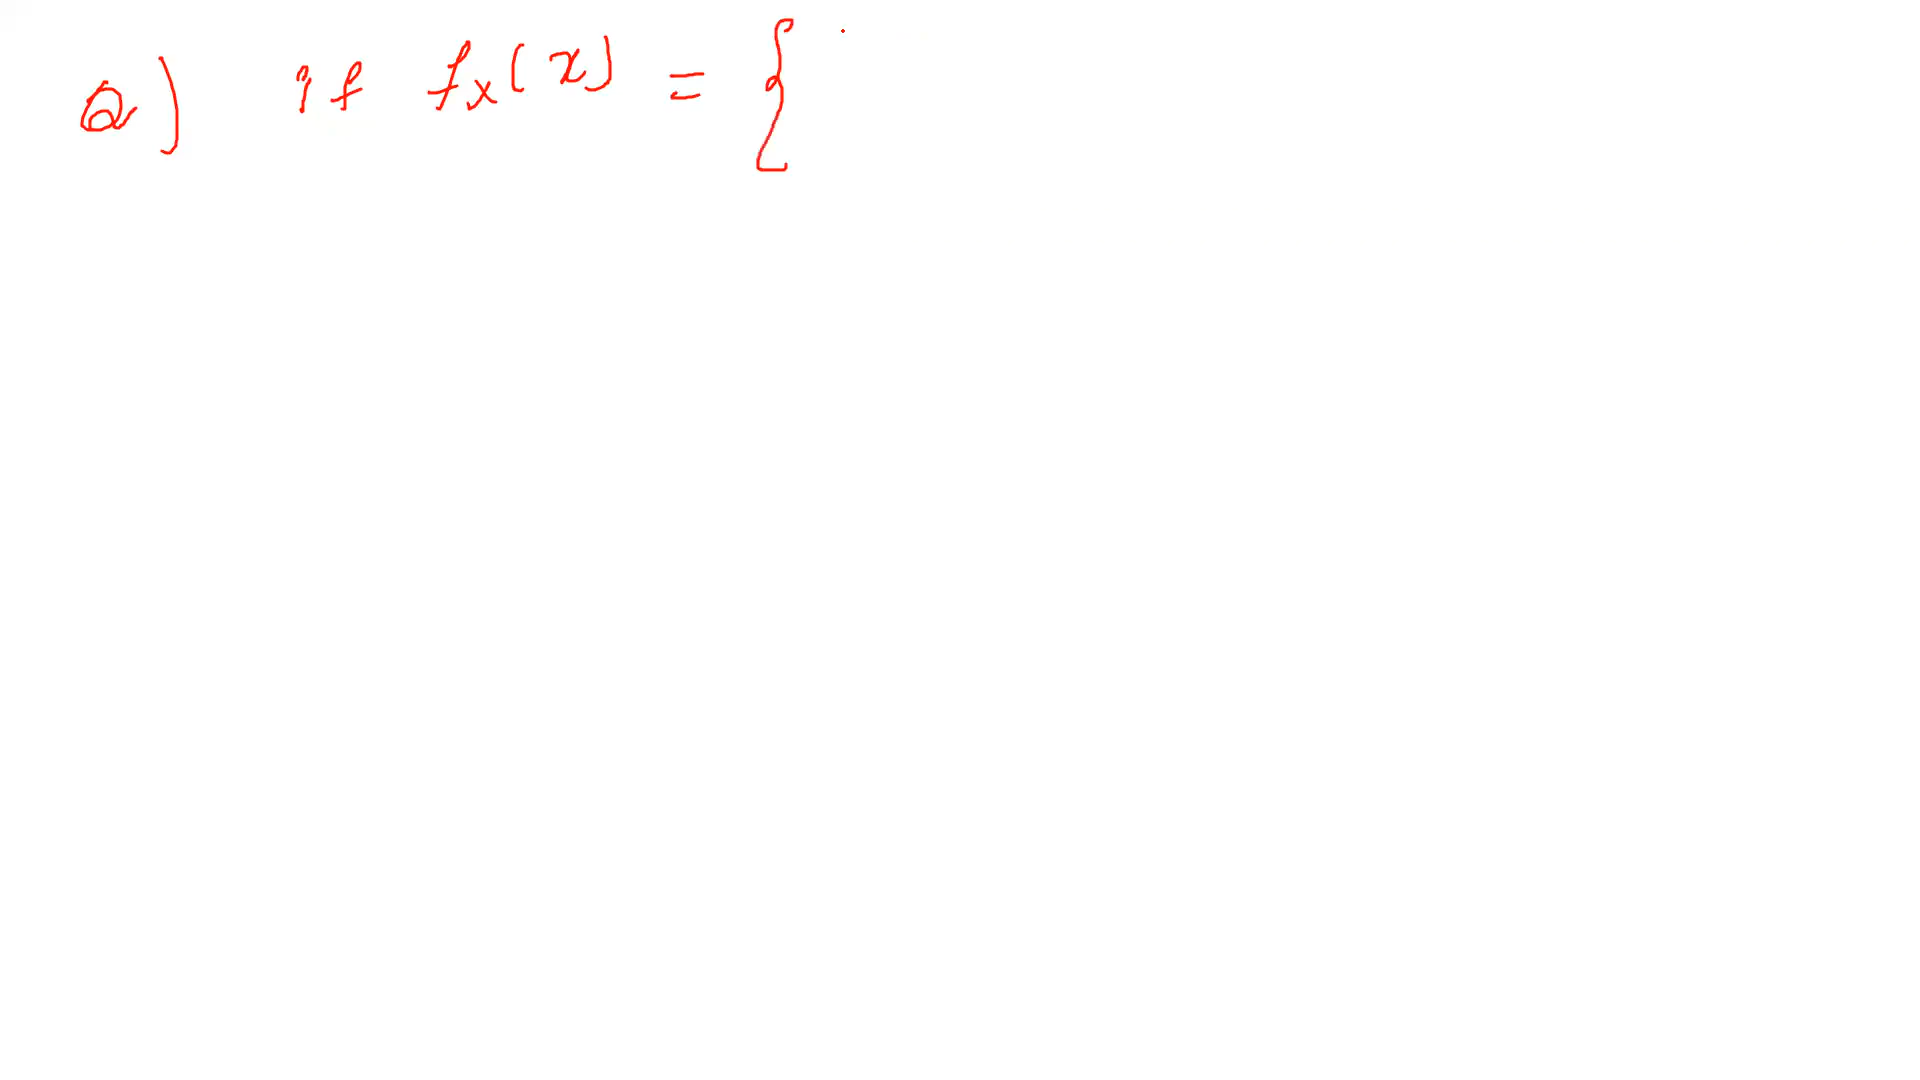 Q) if fₓ(x) = {